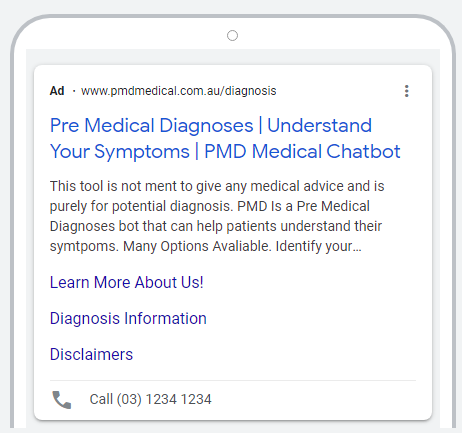 Ad · www.pmdmedical.com.au/diagnosis
Pre Medical Diagnoses | Understand
Your Symptoms | PMD Medical Chatbot
This tool is not ment to give any medical advice and is
purely for potential diagnosis. PMD Is a Pre Medical
Diagnoses bot that can help patients understand their
symtpoms. Many Options Avaliable. Identify your…
Learn More About Us!
Diagnosis Information
Disclaimers
Call (03) 1234 1234